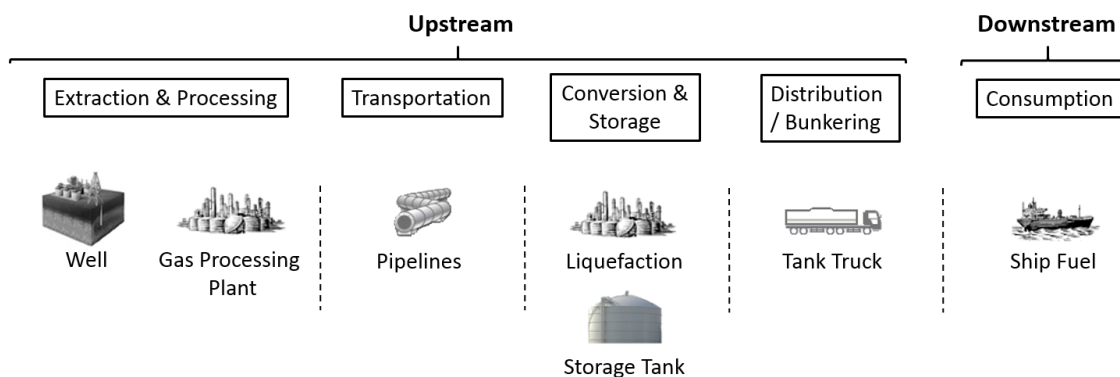 Upstream
Downstream
Extraction & Processing
Transportation
Conversion &
Storage
Distribution
/ Bunkering
Consumption
Well
Gas Processing
Plant
Pipelines
Liquefaction
Storage Tank
Tank Truck
Ship Fuel